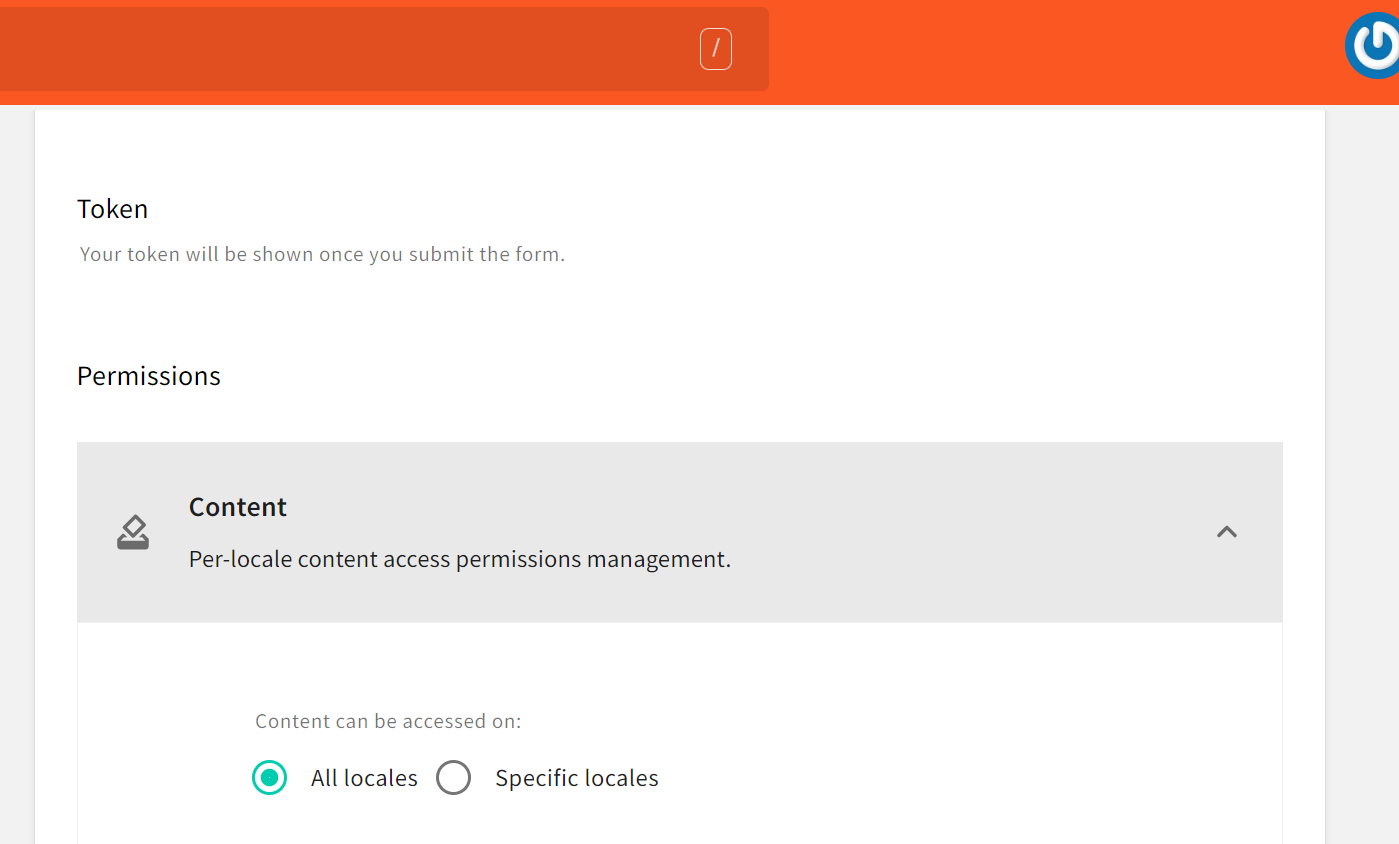 /
Token
Your token will be shown once you submit the form.
Permissions
Content
Per-locale content access permissions management.
Content can be accessed on:
All locales Specific locales